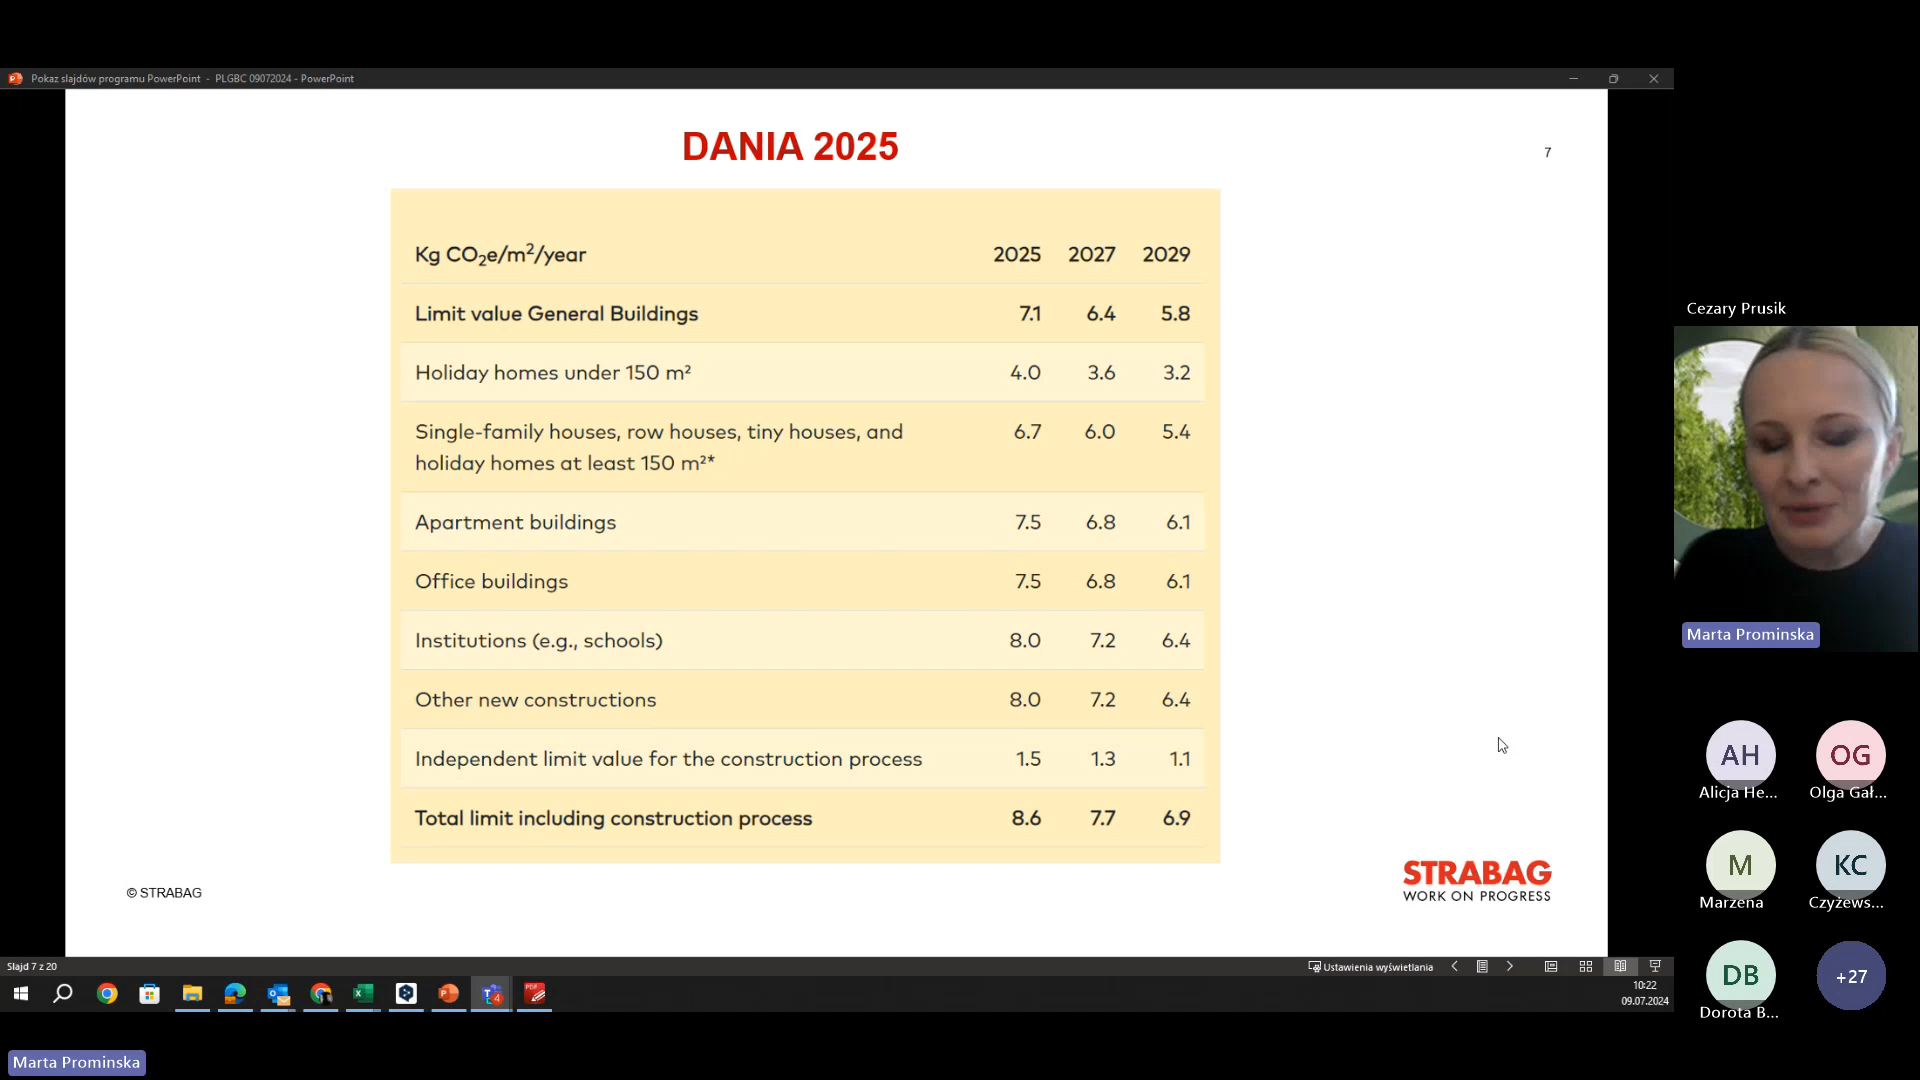 Pokaz slajdów programu PowerPoint - PLGBC 09072024 - PowerPoint
DANIA 2025
7
Kg CO₂e/m²/year 2025 2027 2029
Limit value General Buildings 7.1 6.4 5.8
Holiday homes under 150 m² 4.0 3.6 3.2
Single-family houses, row houses, tiny houses, and
holiday homes at least 150 m²* 6.7 6.0 5.4
Apartment buildings 7.5 6.8 6.1
Office buildings 7.5 6.8 6.1
Institutions (e.g., schools) 8.0 7.2 6.4
Other new constructions 8.0 7.2 6.4
Independent limit value for the construction process 1.5 1.3 1.1
Total limit including construction process 8.6 7.7 6.9
© STRABAG
STRABAG
WORK ON PROGRESS
Slajd 7 z 20
Ustawienia wyświetlania
10:22
09.07.2024
Marta Prominska
Cezary Prusik
Marta Prominska
AH
Alicja He...
OG
Olga Gał...
M
Marzena
KC
Czyżews...
DB
Dorota B...
+27